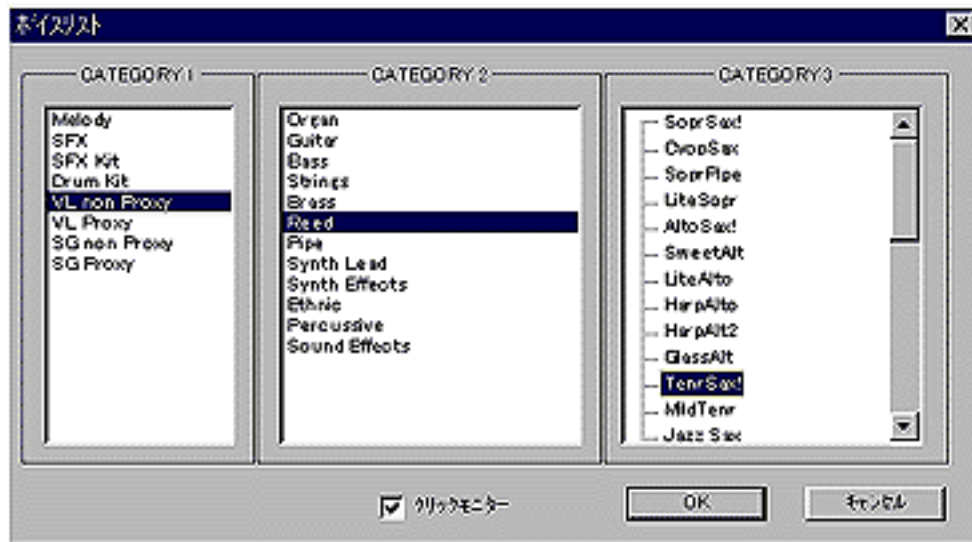 ボイスリスト
CATEGORY 1
Melody
SFX
SFX Kit
Drum Kit
VL non Proxy
VL Proxy
SG non Proxy
SG Proxy
CATEGORY 2
Organ
Guitar
Bass
Strings
Brass
Reed
Pipe
Synth Lead
Synth Effects
Ethnic
Percussive
Sound Effects
CATEGORY 3
SoprSax!
CvopSax
SoprPipe
LiteSopr
AltoSax!
SweetAlt
LiteAlto
HarpAlto
HarpAlt2
GlassAlt
TenrSax!
MildTenr
Jazz Sax
クリックモニター
OK
キャンセル